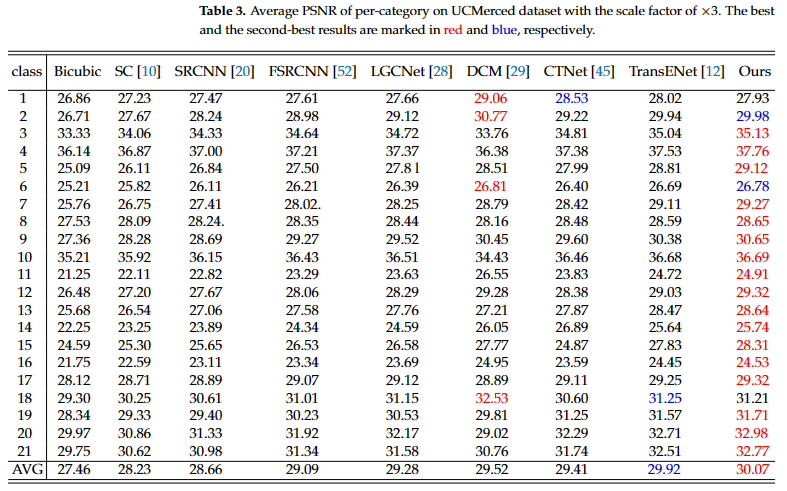 Table 3. Average PSNR of per-category on UCMerced dataset with the scale factor of ×3. The best
and the second-best results are marked in red and blue, respectively.
class Bicubic SC [10] SRCNN [20] FSRCNN [52] LGCNet [28] DCM [29] CTNet [45] TransENet [12] Ours
1 26.86 27.23 27.47 27.61 27.66 29.06 28.53 28.02 27.93
2 26.71 27.67 28.24 28.98 29.12 30.77 29.22 29.94 29.98
3 33.33 34.06 34.33 34.64 34.72 33.76 34.81 35.04 35.13
4 36.14 36.87 37.00 37.21 37.37 36.38 37.38 37.53 37.76
5 25.09 26.11 26.84 27.50 27.8 l 28.51 27.99 28.81 29.12
6 25.21 25.82 26.11 26.21 26.39 26.81 26.40 26.69 26.78
7 25.76 26.75 27.41 28.02. 28.25 28.79 28.42 29.11 29.27
8 27.53 28.09 28.24. 28.35 28.44 28.16 28.48 28.59 28.65
9 27.36 28.28 28.69 29.27 29.52 30.45 29.60 30.38 30.65
10 35.21 35.92 36.15 36.43 36.51 34.43 36.46 36.68 36.69
11 21.25 22.11 22.82 23.29 23.63 26.55 23.83 24.72 24.91
12 26.48 27.20 27.67 28.06 28.29 29.28 28.38 29.03 29.32
13 25.68 26.54 27.06 27.58 27.76 27.21 27.87 28.47 28.64
14 22.25 23.25 23.89 24.34 24.59 26.05 26.89 25.64 25.74
15 24.59 25.30 25.65 26.53 26.58 27.77 24.87 27.83 28.31
16 21.75 22.59 23.11 23.34 23.69 24.95 23.59 24.45 24.53
17 28.12 28.71 28.89 29.07 29.12 28.89 29.11 29.25 29.32
18 29.30 30.25 30.61 31.01 31.15 32.53 30.60 31.25 31.21
19 28.34 29.33 29.40 30.23 30.53 29.81 31.25 31.57 31.71
20 29.97 30.86 31.33 31.92 32.17 29.02 32.29 32.71 32.98
21 29.75 30.62 30.98 31.34 31.58 30.76 31.74 32.51 32.77
AVG 27.46 28.23 28.66 29.09 29.28 29.52 29.41 29.92 30.07